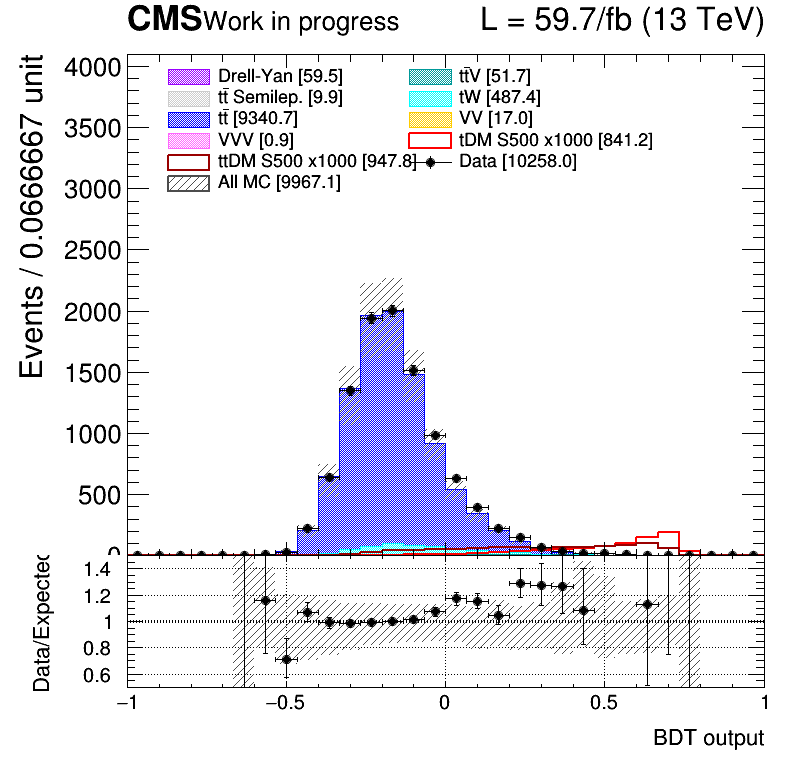 CMS Work in progress L = 59.7/fb (13 TeV)
Events / 0.0666667 unit
4000
3500
3000
2500
2000
1500
1000
500
0
Drell-Yan [59.5]
tt̄ Semilep. [9.9]
tt̄ [9340.7]
VVV [0.9]
ttDM S500 x1000 [947.8]
All MC [9967.1]
tt̄V [51.7]
tW [487.4]
VV [17.0]
tDM S500 x1000 [841.2]
Data [10258.0]
Data/Expected
1.4
1.2
1
0.8
0.6
−1 −0.5 0 0.5 1
BDT output